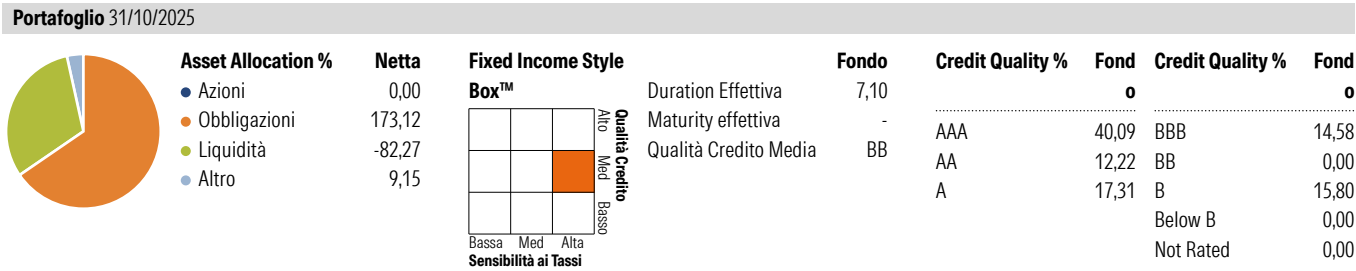 Portafoglio 31/10/2025
Asset Allocation % Netta
Azioni 0,00
Obbligazioni 173,12
Liquidità -82,27
Altro 9,15
Fixed Income Style
Box™
Alto
Med
Basso
Qualità Credito
Bassa Med Alta
Sensibilità ai Tassi
Fondo
Duration Effettiva 7,10
Maturity effettiva -
Qualità Credito Media BB
Credit Quality % Fond
o
AAA 40,09
AA 12,22
A 17,31
Credit Quality % Fond
o
BBB 14,58
BB 0,00
B 15,80
Below B 0,00
Not Rated 0,00